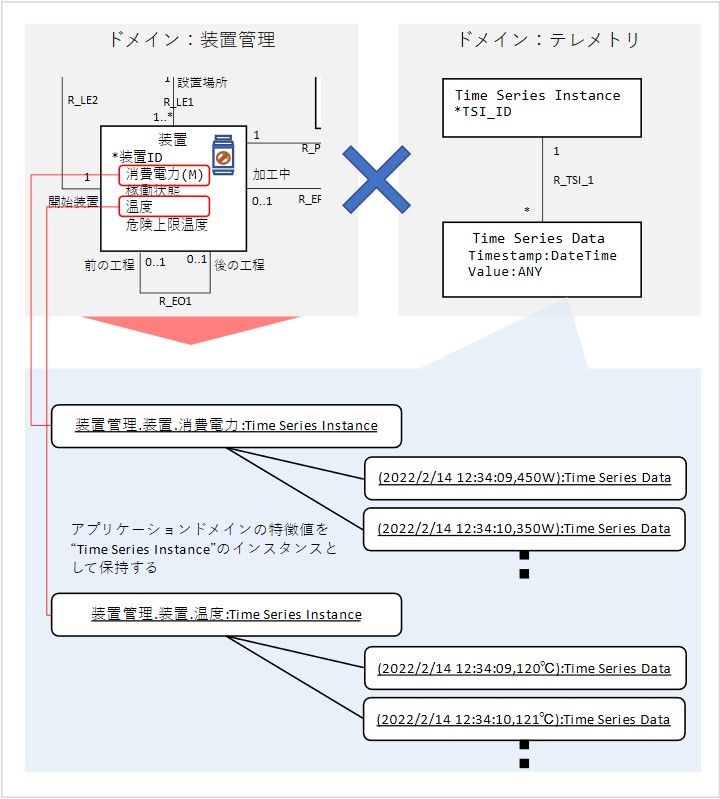 ドメイン：装置管理
R_LE2
1
設置場所
R_LE1
1..*
装置
*装置ID
消費電力(M)
稼働状態
温度
危険上限温度
1
R_P
加工中
0..1
R_EF
1
開始装置
前の工程
0..1
0..1
後の工程
R_EO1
ドメイン：テレメトリ
Time Series Instance
*TSI_ID
1
R_TSI_1
*
Time Series Data
Timestamp:DateTime
Value:ANY
装置管理.装置.消費電力:Time Series Instance
(2022/2/14 12:34:09,450W):Time Series Data
(2022/2/14 12:34:10,350W):Time Series Data
アプリケーションドメインの特徴値を
“Time Series Instance”のインスタンスと
して保持する
装置管理.装置.温度:Time Series Instance
(2022/2/14 12:34:09,120℃):Time Series Data
(2022/2/14 12:34:10,121℃):Time Series Data